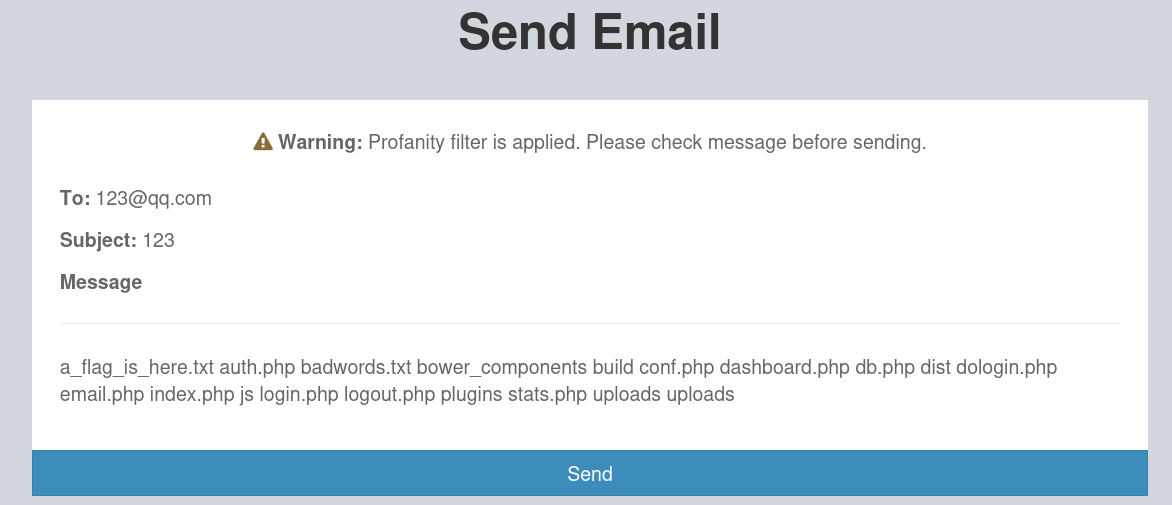 Send Email
Warning: Profanity filter is applied. Please check message before sending.
To: 123@qq.com
Subject: 123
Message
a_flag_is_here.txt auth.php badwords.txt bower_components build conf.php dashboard.php db.php dist dologin.php
email.php index.php js login.php logout.php plugins stats.php uploads uploads
Send